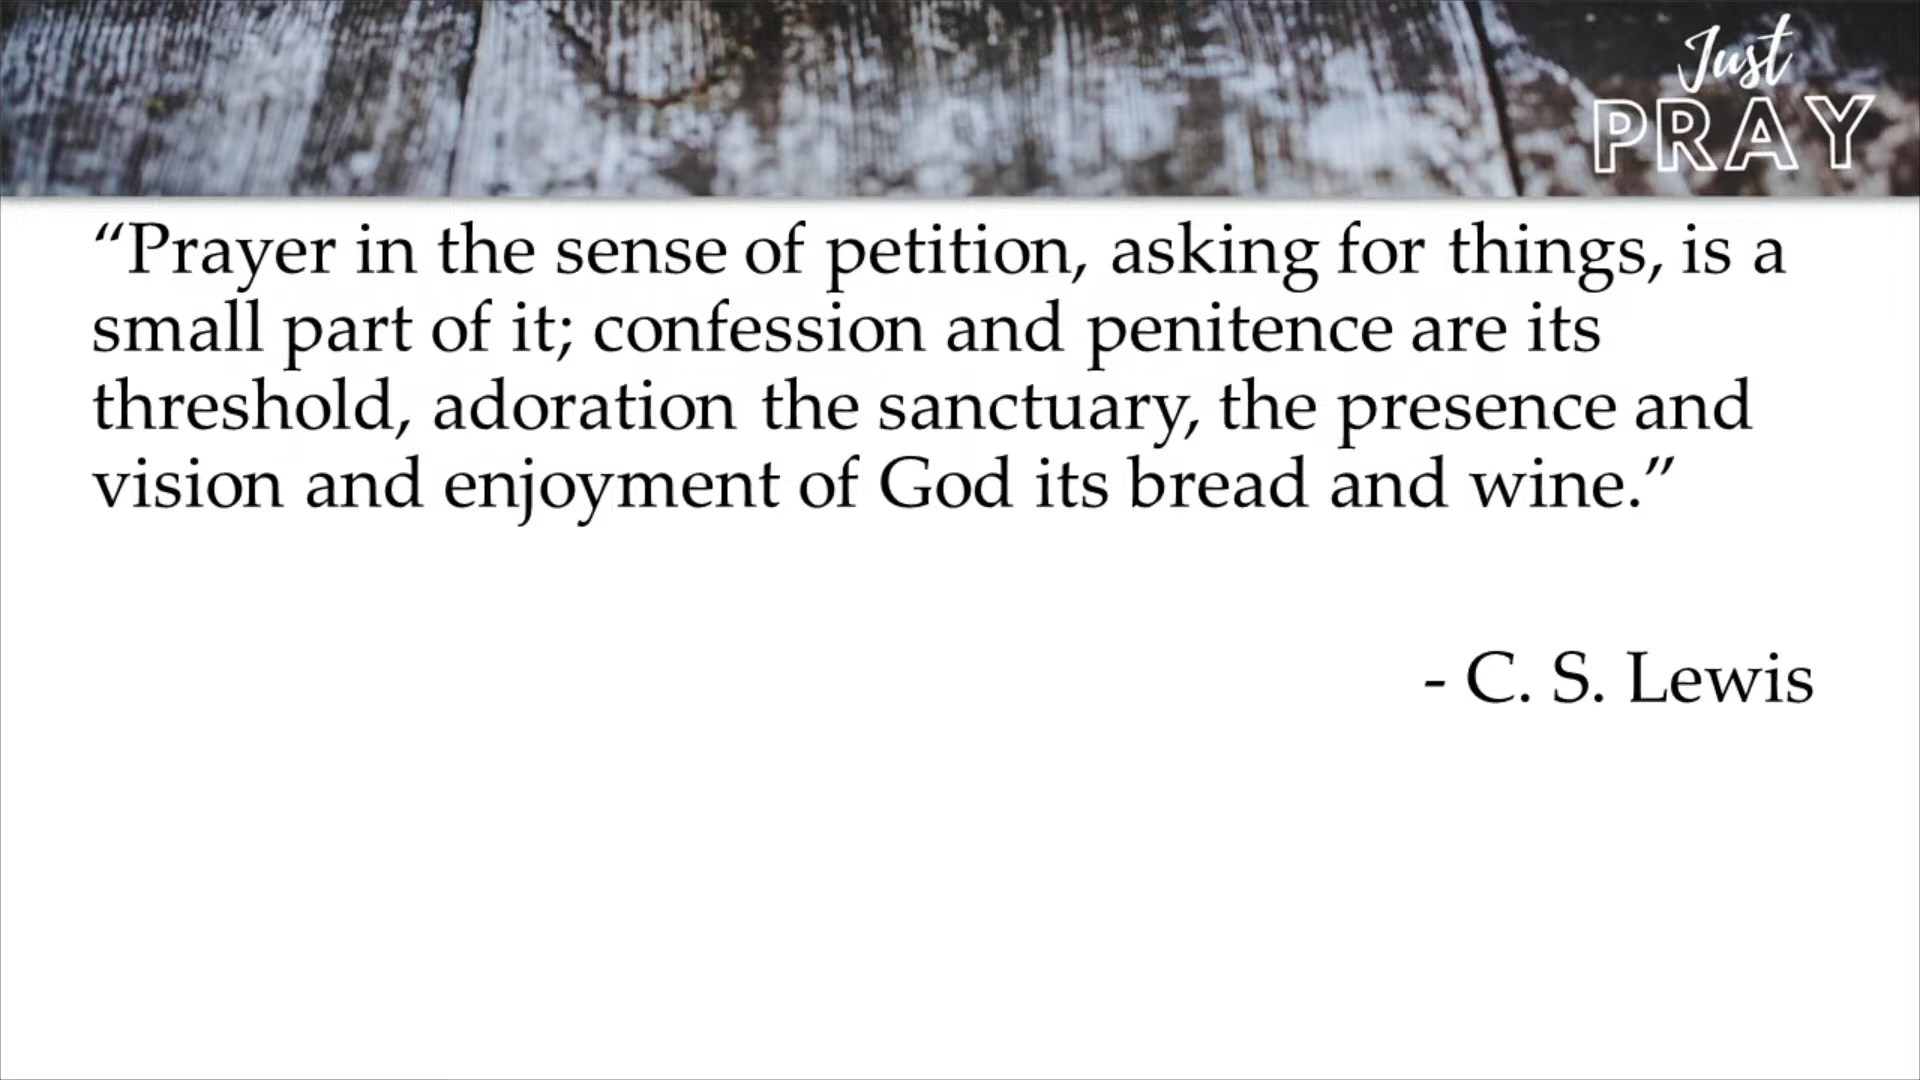 Just
PRAY
“Prayer in the sense of petition, asking for things, is a
small part of it; confession and penitence are its
threshold, adoration the sanctuary, the presence and
vision and enjoyment of God its bread and wine.”
- C. S. Lewis